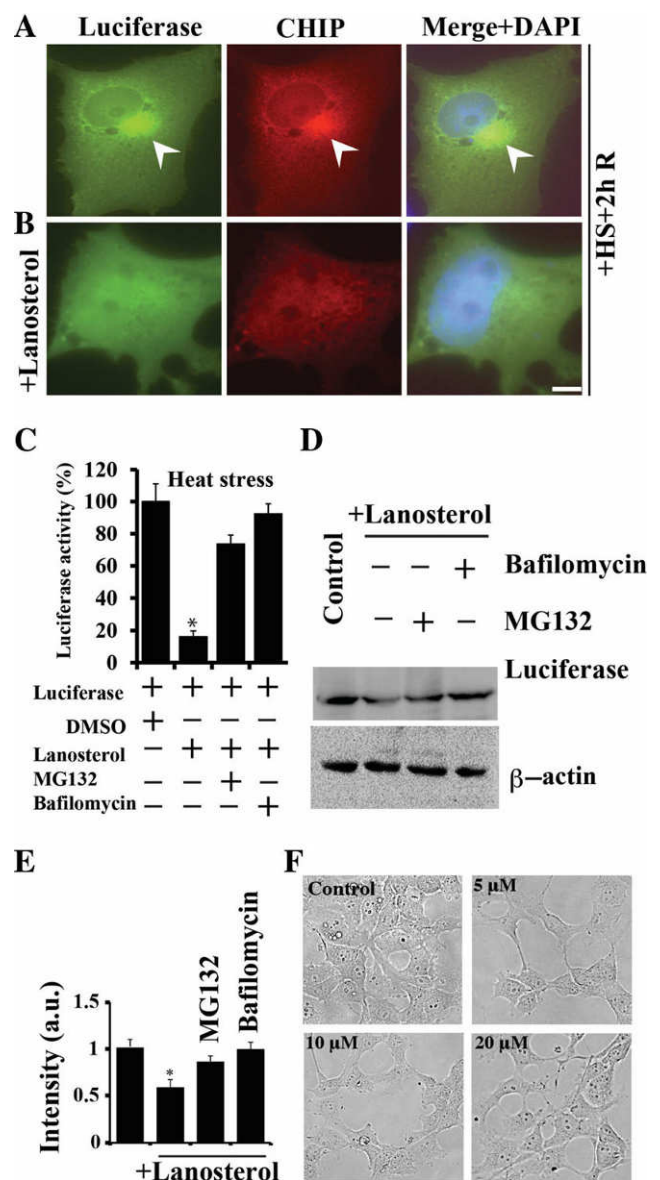 A
Luciferase CHIP Merge+DAPI
+HS+2h R
B
+Lanosterol
C
Heat stress
Luciferase activity (%)
120
100
80
60
40
20
0
*
Luciferase + + + +
DMSO + – – –
Lanosterol – + + +
MG132 – – + –
Bafilomycin – – – +
D
+Lanosterol
Control
– – + Bafilomycin
– + – MG132
Luciferase
β–actin
E
Intensity (a.u.)
1.5
1
0.5
0
*
MG132
Bafilomycin
+Lanosterol
F
Control 5 µM
10 µM 20 µM